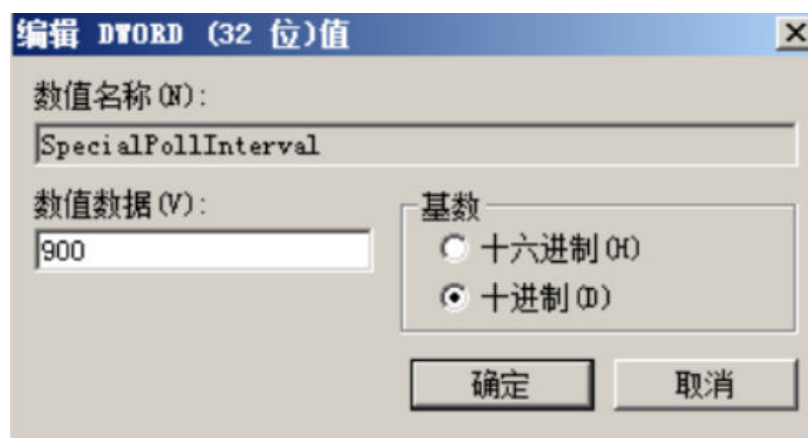 编辑 DWORD (32 位)值
数值名称(N):
SpecialPollInterval
数值数据(V):
900
基数
十六进制(H)
十进制(D)
确定
取消